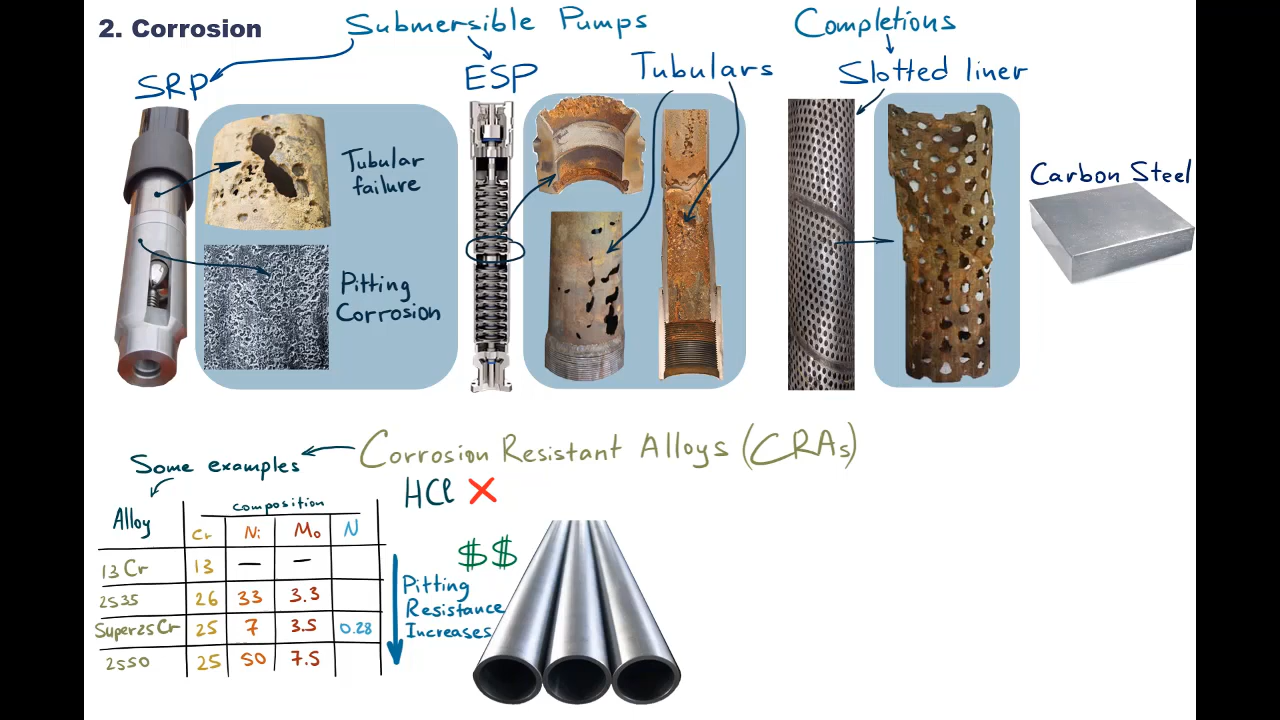 2. Corrosion
Submersible Pumps
Completions
SRP
ESP
Tubulars
Slotted liner
Tubular
failure
Pitting
Corrosion
Carbon Steel
Corrosion Resistant Alloys (CRAs)
Some examples
HCl
$$
Alloy
composition
Cr Ni Mo N
13Cr 13 — —
2535 26 33 3.3
Super25Cr 25 7 3.5 0.28
2550 25 50 7.5
Pitting
Resistance
Increases